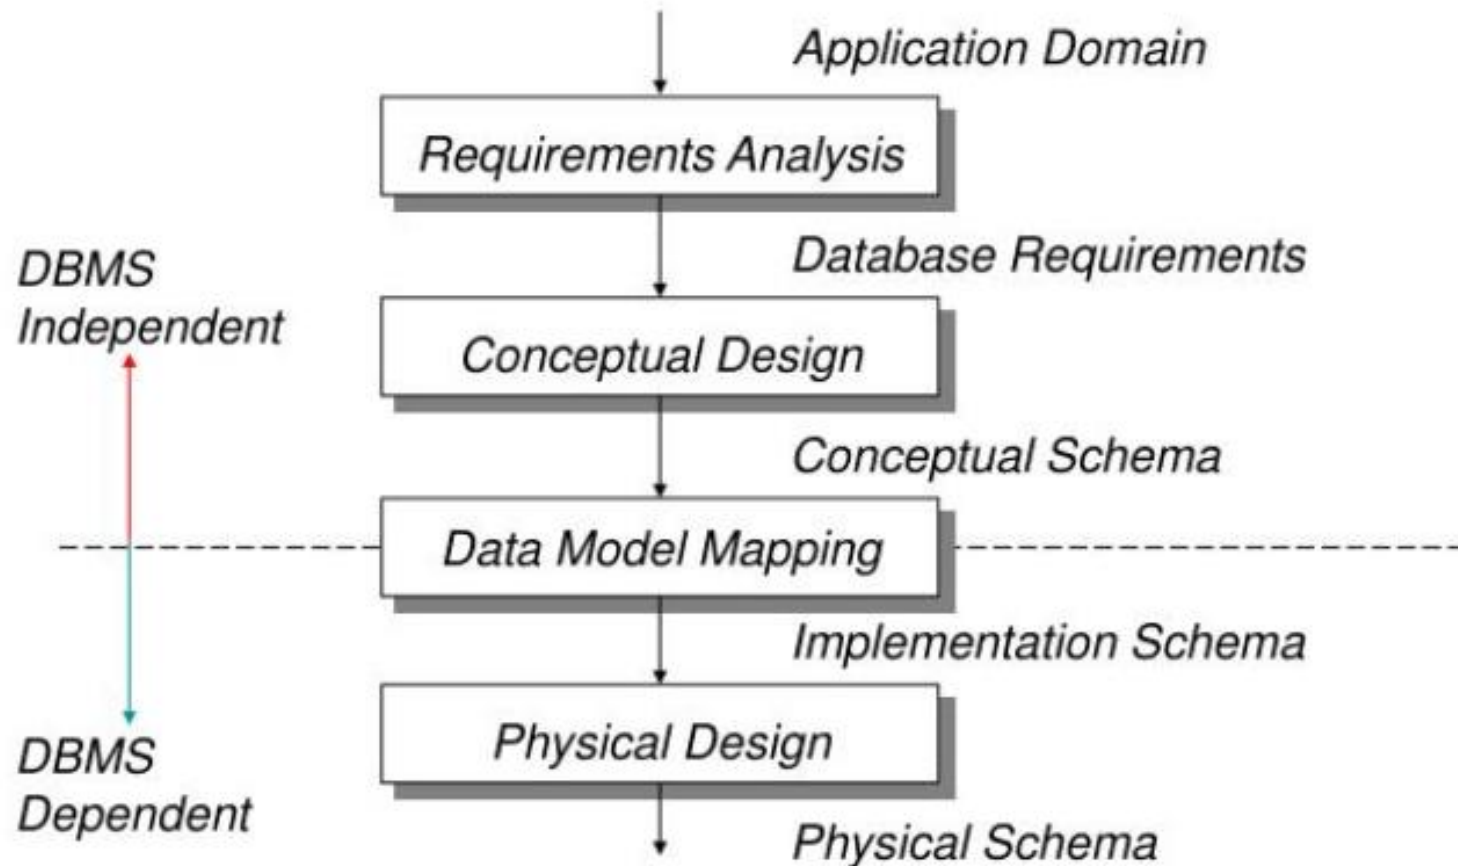 Application Domain
Requirements Analysis
Database Requirements
DBMS
Independent
Conceptual Design
Conceptual Schema
Data Model Mapping
Implementation Schema
Physical Design
DBMS
Dependent
Physical Schema